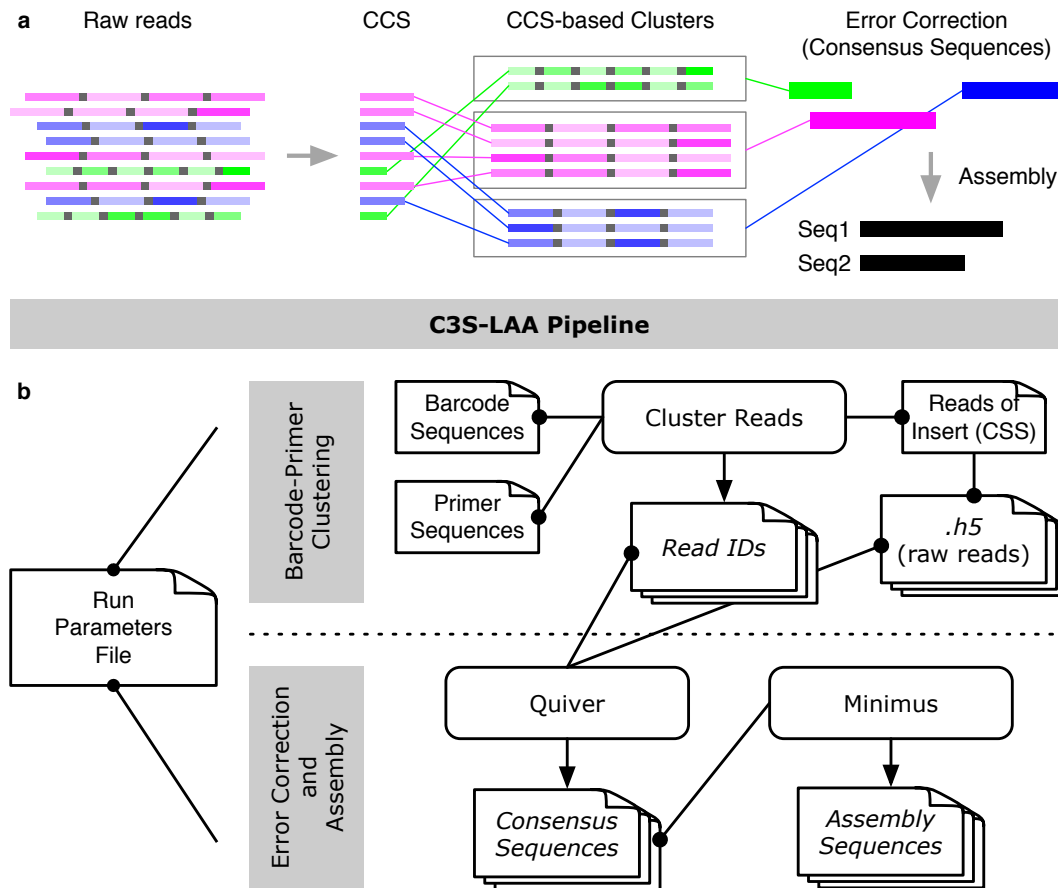 a
Raw reads
CCS
CCS-based Clusters
Error Correction
(Consensus Sequences)
Assembly
Seq1
Seq2
C3S-LAA Pipeline
b
Barcode-Primer
Clustering
Barcode
Sequences
Cluster Reads
Reads of
Insert (CSS)
Primer
Sequences
Read IDs
.h5
(raw reads)
Run
Parameters
File
Error Correction
and
Assembly
Quiver
Minimus
Consensus
Sequences
Assembly
Sequences